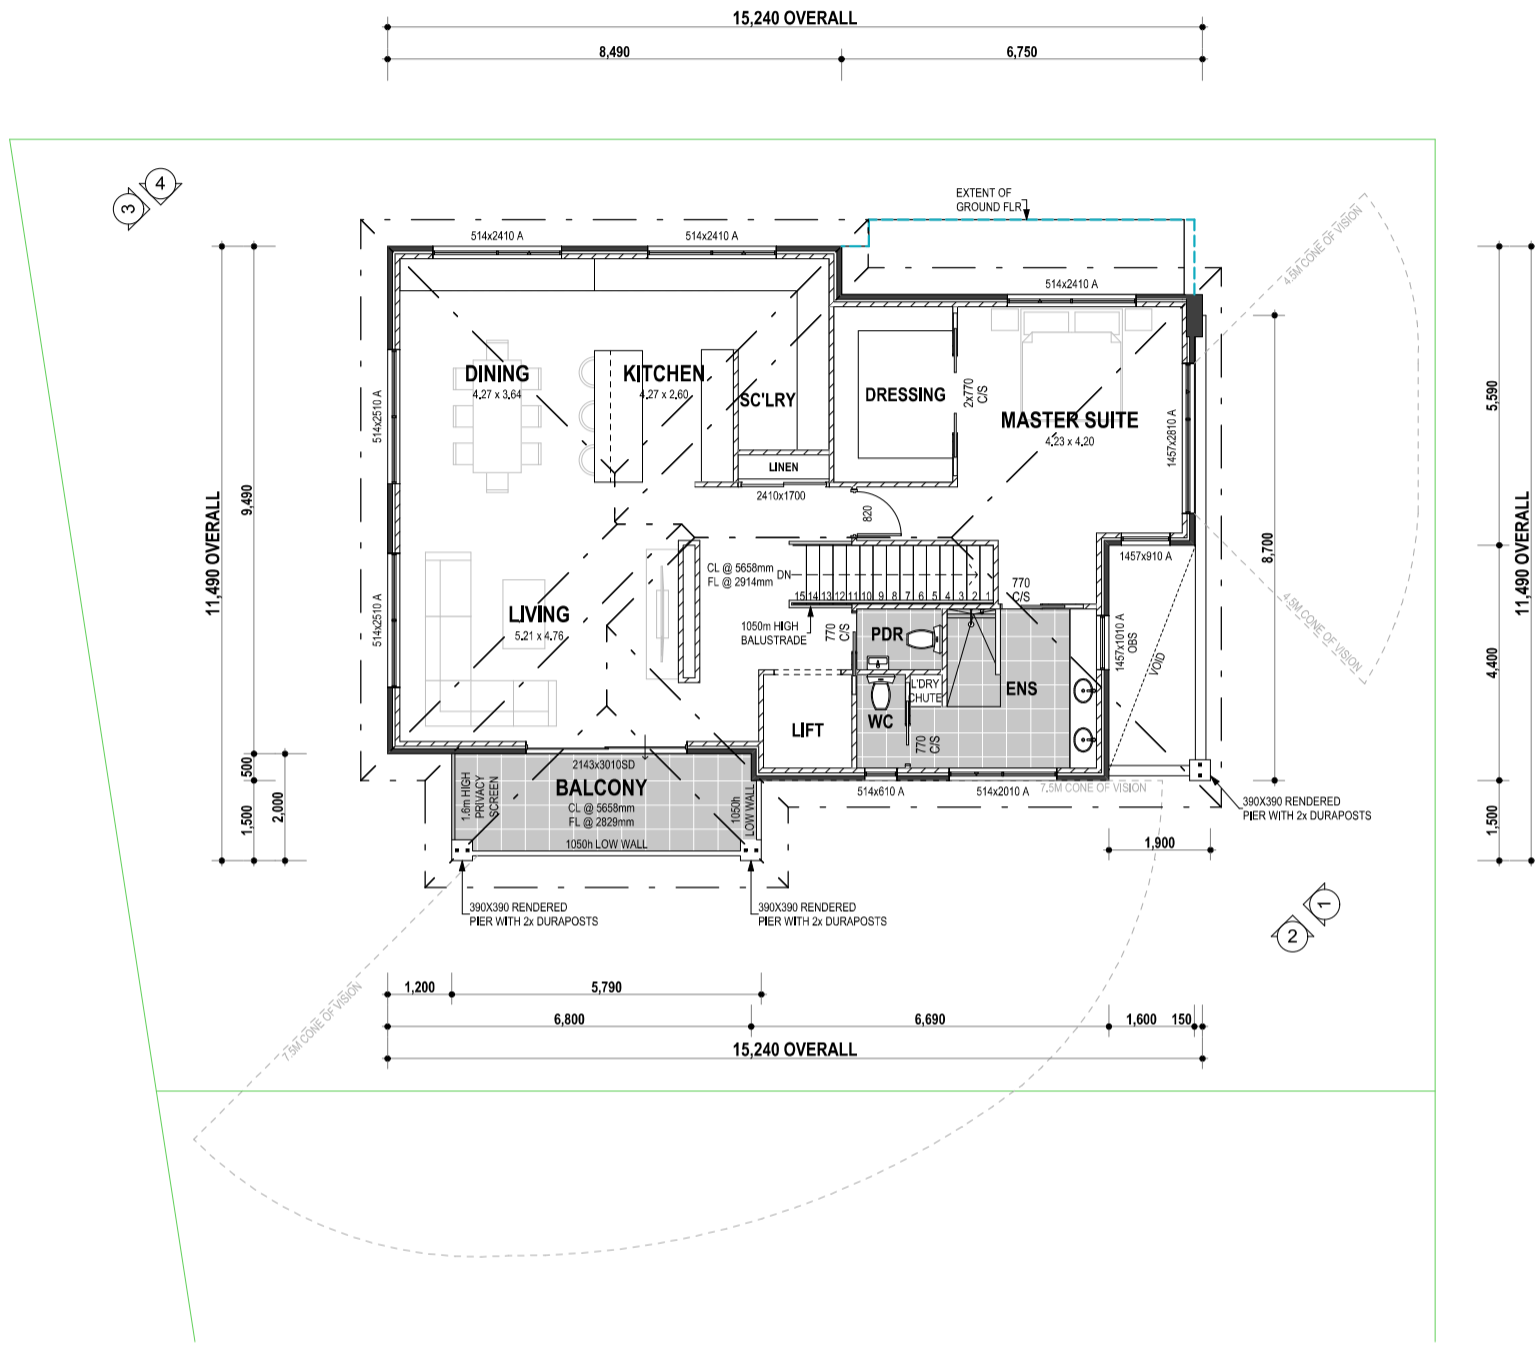 15,240 OVERALL
8,490
6,750
3
4
EXTENT OF
GROUND FLR
4.5M CONE OF VISION
514x2410 A
514x2410 A
514x2410 A
DINING
4.27 x 3.64
KITCHEN
4.27 x 2.60
SC'LRY
DRESSING
2x770
C/S
MASTER SUITE
4.23 x 4.20
514x2510 A
1457x2810 A
5,590
LINEN
2410x1700
820
11,490 OVERALL
9,490
8,700
11,490 OVERALL
1457x910 A
CL @ 5658mm
FL @ 2914mm
DN
15 14 13 12 11 10 9 8 7 6 5 4 3 2 1
770
C/S
LIVING
5.21 x 4.76
514x2510 A
1050m HIGH
BALUSTRADE
770
C/S
PDR
1457x1010 A
OBS
VOID
4.5M CONE OF VISION
4,400
L'DRY
CHUTE
ENS
WC
LIFT
770
C/S
500
2143x3010SD
BALCONY
CL @ 5658mm
FL @ 2829mm
1.6m HIGH
PRIVACY
SCREEN
1050h
LOW WALL
1050h LOW WALL
514x610 A
514x2010 A
7.5M CONE OF VISION
390X390 RENDERED
PIER WITH 2x DURAPOSTS
1,500
2,000
1,500
1,900
390X390 RENDERED
PIER WITH 2x DURAPOSTS
390X390 RENDERED
PIER WITH 2x DURAPOSTS
1
2
1,200
5,790
7.5M CONE OF VISION
6,800
6,690
1,600
150
15,240 OVERALL